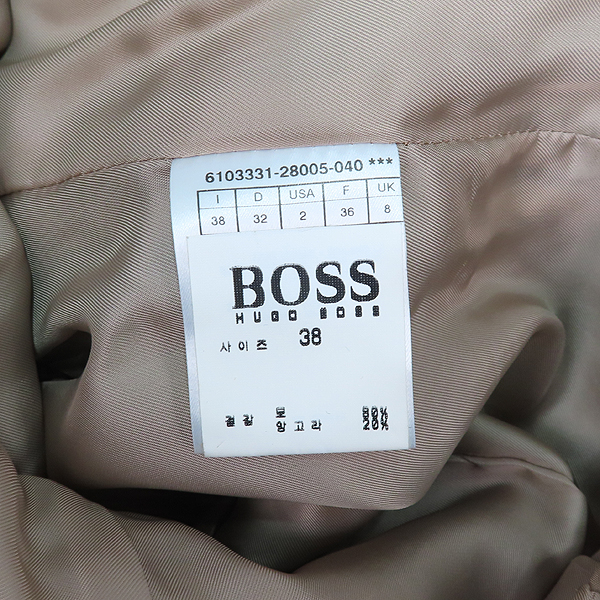 6103331-28005-040 ***
I D USA F UK
38 32 2 36 8
BOSS
HUGO BOSS
사이즈 38
겉감 모 80%
앙고라 20%